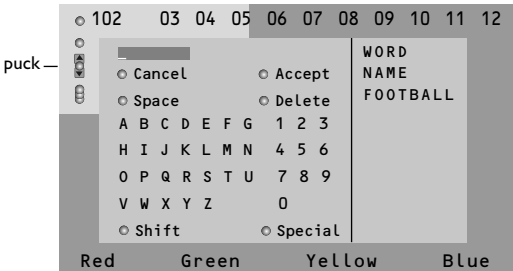 102 03 04 05 06 07 08 09 10 11 12
puck
WORD
NAME
FOOTBALL
Cancel Accept
Space Delete
A B C D E F G 1 2 3
H I J K L M N 4 5 6
O P Q R S T U 7 8 9
V W X Y Z 0
Shift Special
Red Green Yellow Blue